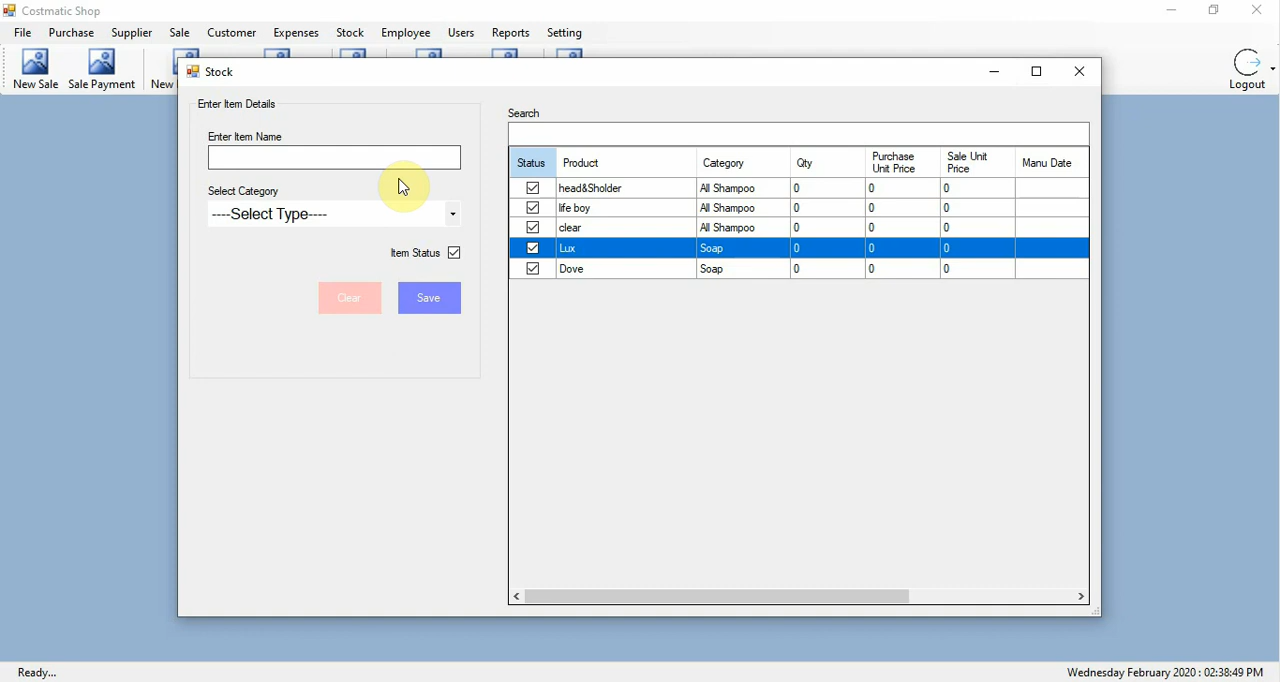 Costmatic Shop
File Purchase Supplier Sale Customer Expenses Stock Employee Users Reports Setting
New Sale Sale Payment New Logout
Stock
Enter Item Details
Enter Item Name
Select Category
----Select Type----
Item Status
Clear Save
Search
Status Product Category Qty Purchase Unit Price Sale Unit Price Manu Date
head&Sholder All Shampoo 0 0 0
life boy All Shampoo 0 0 0
clear All Shampoo 0 0 0
Lux Soap 0 0 0
Dove Soap 0 0 0
Ready... Wednesday February 2020 : 02:38:49 PM